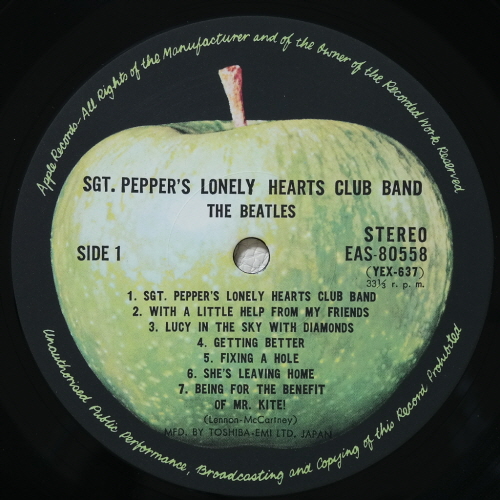 Apple Records-All Rights of the Manufacturer and of the Owner of the Recorded Work Reserved
SGT. PEPPER'S LONELY HEARTS CLUB BAND
THE BEATLES
SIDE 1
STEREO
EAS-80558
(YEX-637)
33⅓ r. p. m.
1. SGT. PEPPER'S LONELY HEARTS CLUB BAND
2. WITH A LITTLE HELP FROM MY FRIENDS
3. LUCY IN THE SKY WITH DIAMONDS
4. GETTING BETTER
5. FIXING A HOLE
6. SHE'S LEAVING HOME
7. BEING FOR THE BENEFIT
OF MR. KITE!
(Lennon-McCartney)
MFD. BY TOSHIBA-EMI LTD. JAPAN
Unauthorised Public Performance, Broadcasting and Copying of this Record Prohibited